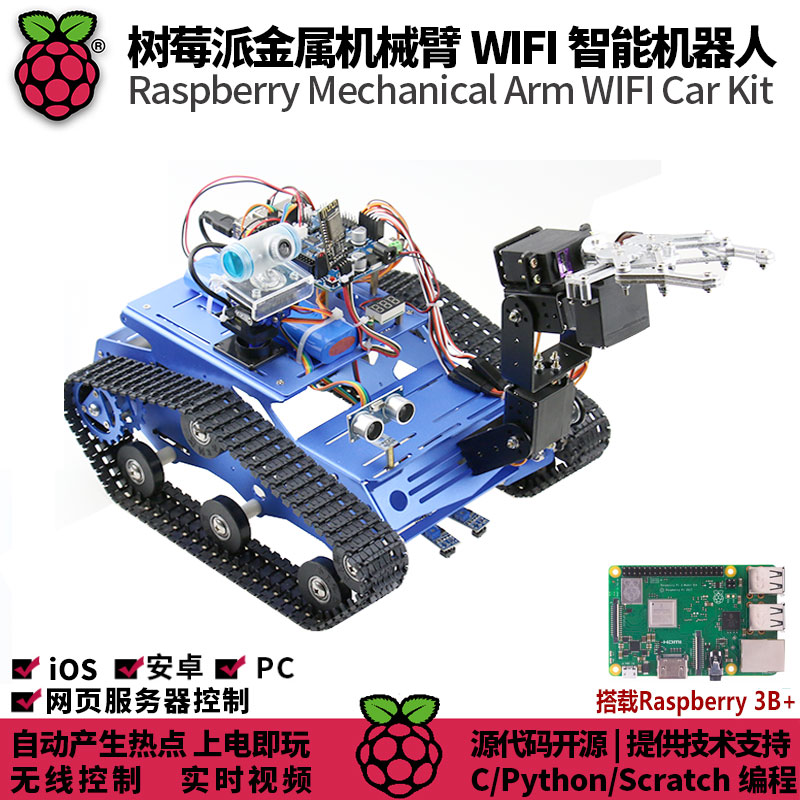 树莓派金属机械臂 WIFI 智能机器人
®
Raspberry Mechanical Arm WIFI Car Kit
iOS 安卓 PC
网页服务器控制
搭载Raspberry 3B+
自动产生热点 上电即玩
无线控制 实时视频
源代码开源 | 提供技术支持
C/Python/Scratch 编程
HDMI